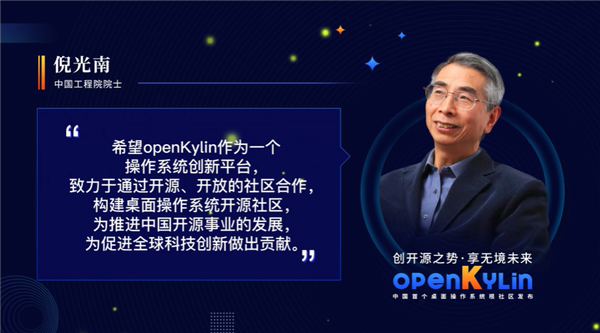 倪光南
中国工程院院士
“
希望openKylin作为一个
操作系统创新平台，
致力于通过开源、开放的社区合作，
构建桌面操作系统开源社区，
为推进中国开源事业的发展，
为促进全球科技创新做出贡献。
”
创开源之势·享无境未来
openKylin
中国首个桌面操作系统根社区发布